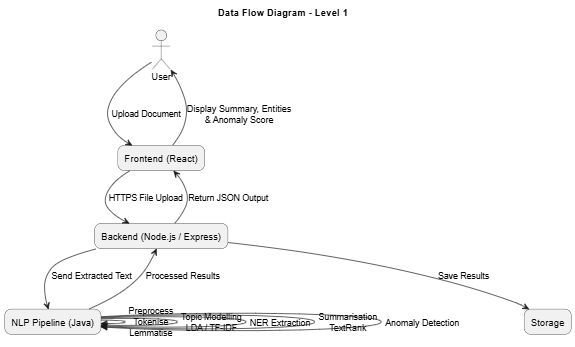 Data Flow Diagram - Level 1
User
Upload Document
Display Summary, Entities
& Anomaly Score
Frontend (React)
HTTPS File Upload
Return JSON Output
Backend (Node.js / Express)
Send Extracted Text
Processed Results
Save Results
NLP Pipeline (Java)
Preprocess
Tokenise
Lemmatise
Topic Modelling
LDA / TF-IDF
NER Extraction
Summarisation
TextRank
Anomaly Detection
Storage